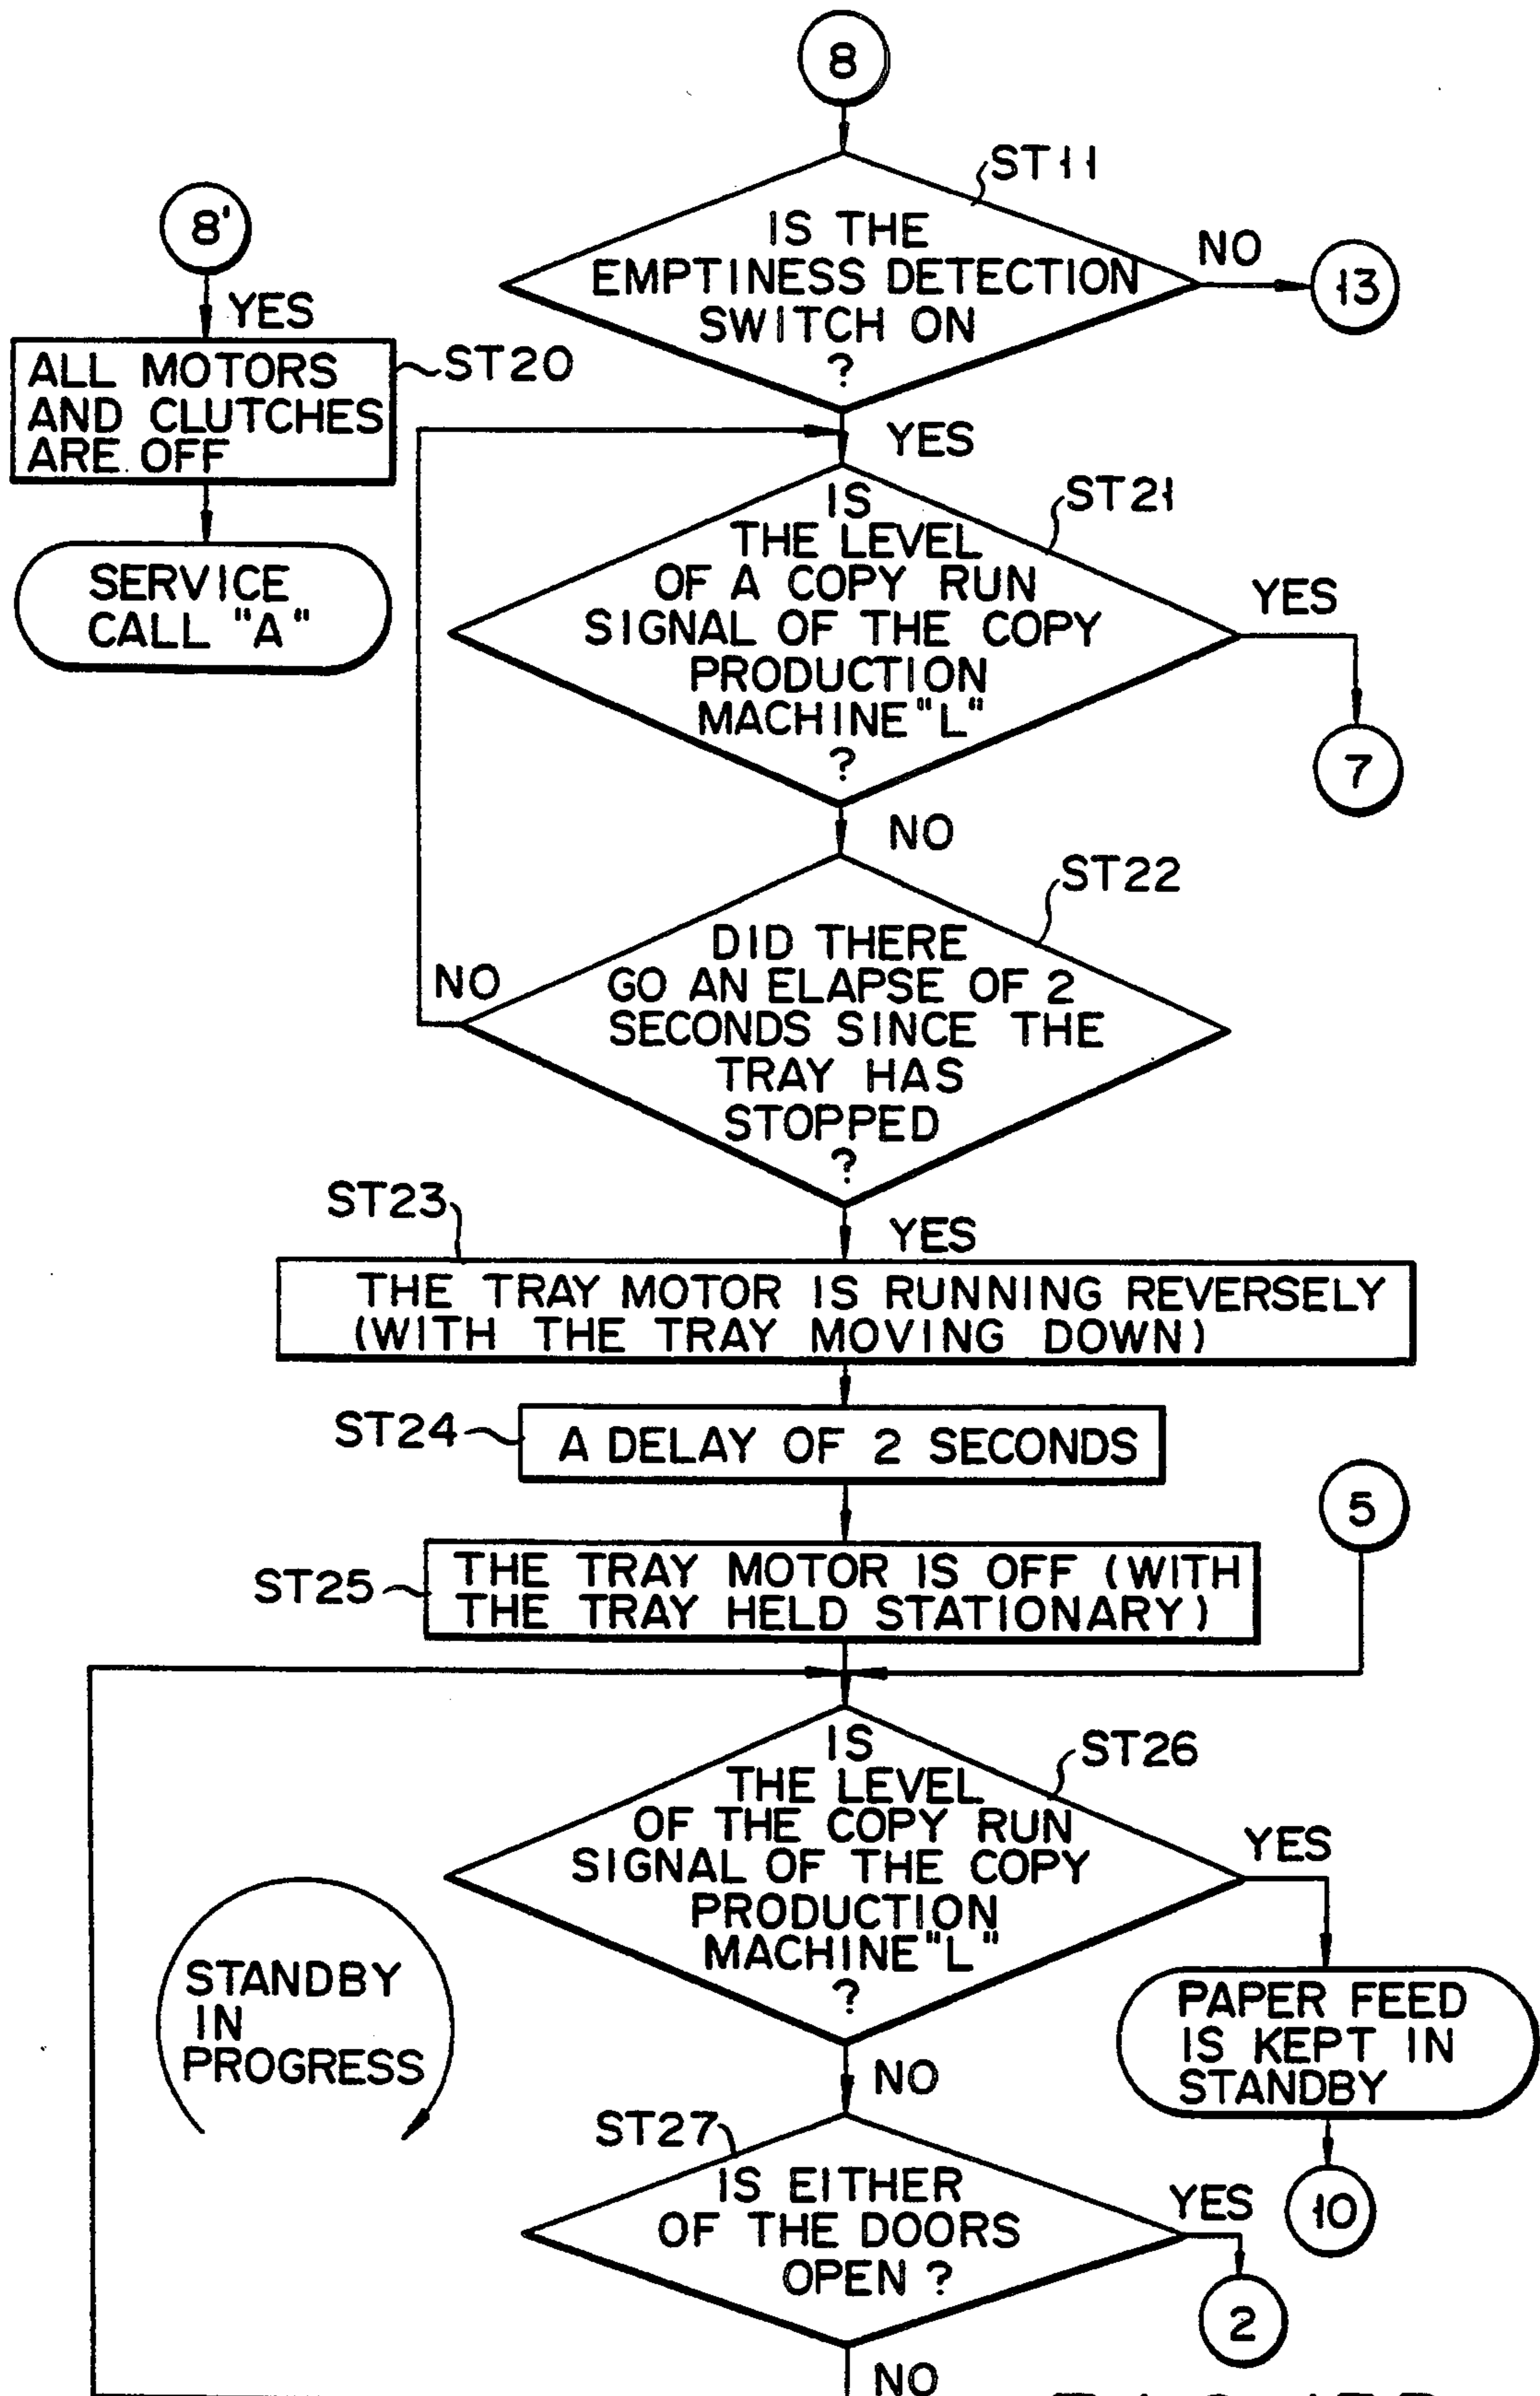 8
ST11
IS THE
EMPTINESS DETECTION
SWITCH ON
?
NO
13
8'
YES
ALL MOTORS
AND CLUTCHES
ARE OFF
ST20
SERVICE
CALL "A"
YES
ST21
IS
THE LEVEL
OF A COPY RUN
SIGNAL OF THE COPY
PRODUCTION
MACHINE "L"
?
YES
7
NO
ST22
DID THERE
GO AN ELAPSE OF 2
SECONDS SINCE THE
TRAY HAS
STOPPED
?
NO
YES
ST23
THE TRAY MOTOR IS RUNNING REVERSELY
(WITH THE TRAY MOVING DOWN)
ST24
A DELAY OF 2 SECONDS
5
ST25
THE TRAY MOTOR IS OFF (WITH
THE TRAY HELD STATIONARY)
ST26
IS
THE LEVEL
OF THE COPY RUN
SIGNAL OF THE COPY
PRODUCTION
MACHINE "L"
?
YES
STANDBY
IN
PROGRESS
PAPER FEED
IS KEPT IN
STANDBY
10
NO
ST27
IS EITHER
OF THE DOORS
OPEN ?
YES
2
NO